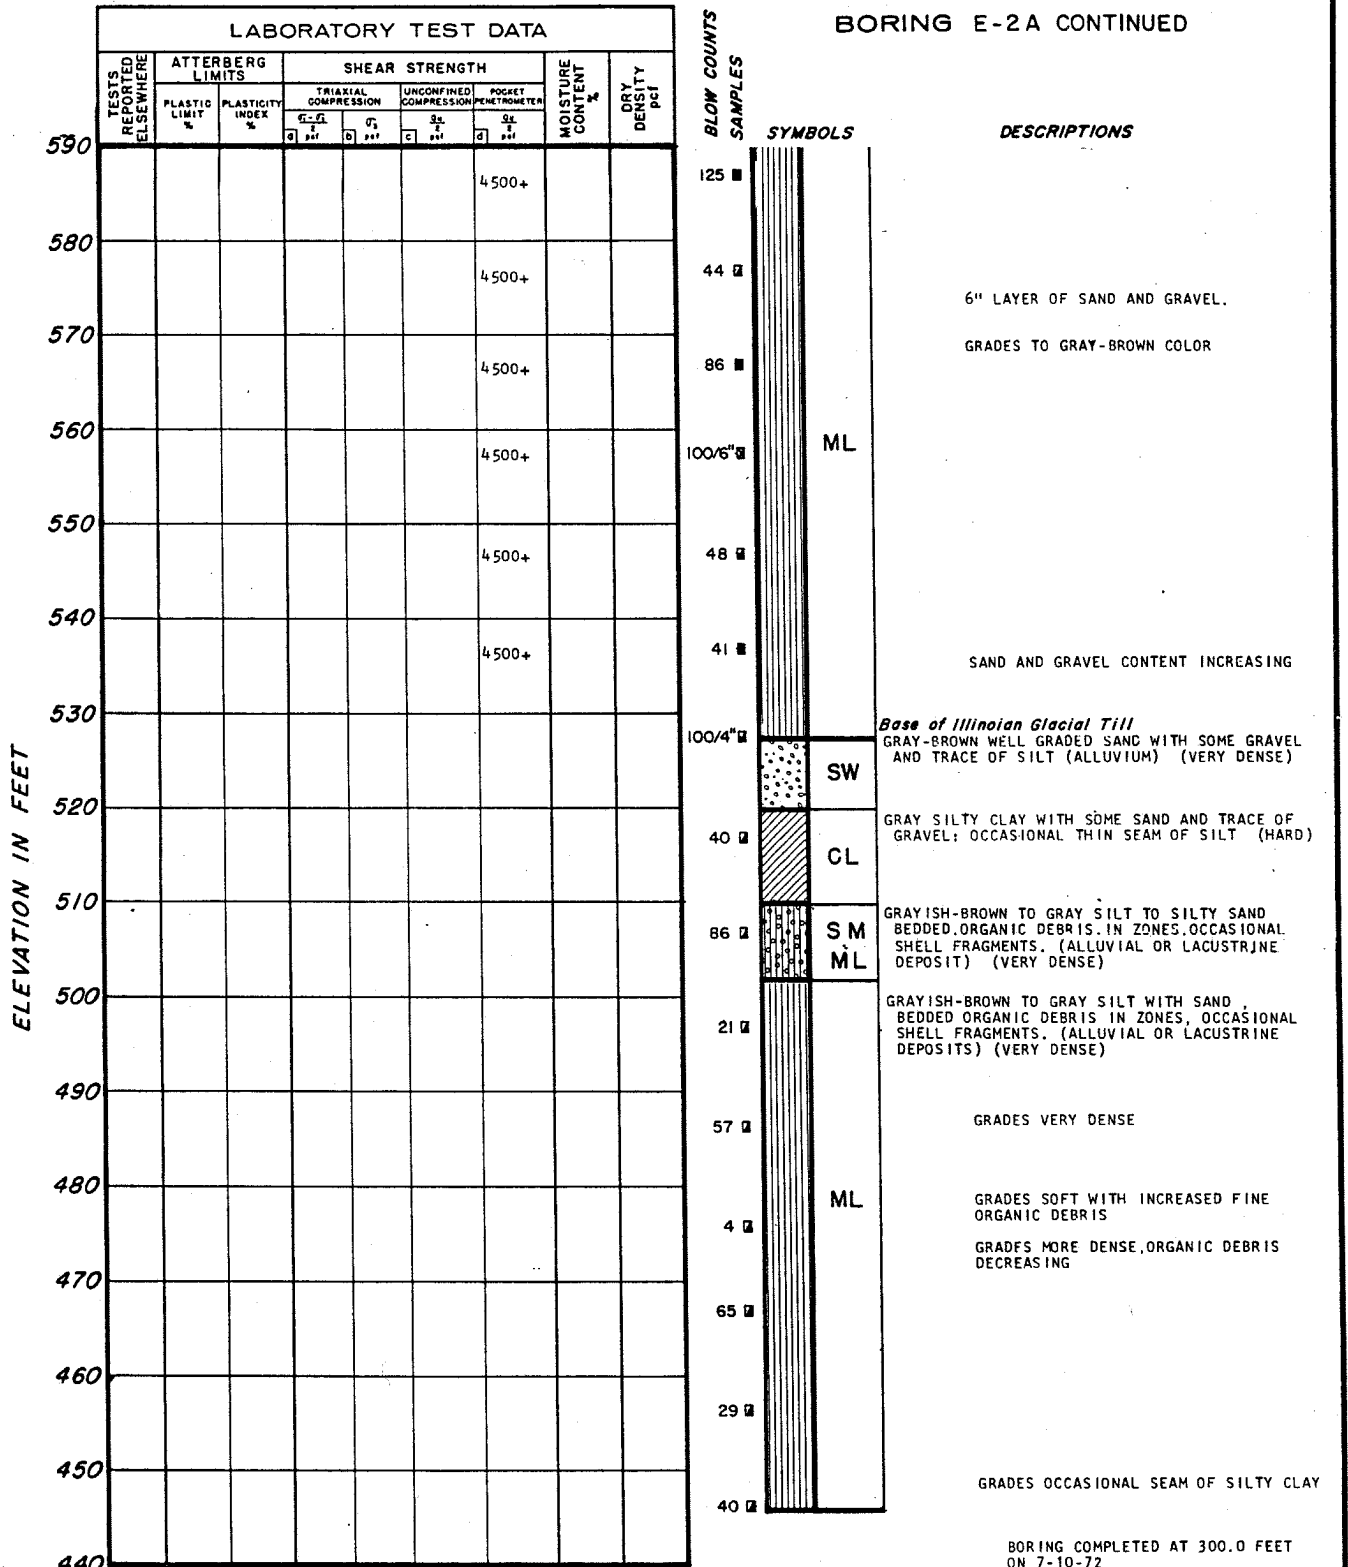 LABORATORY TEST DATA
BORING E-2A CONTINUED
TESTS REPORTED ELSEWHERE
ATTERBERG LIMITS
PLASTIC LIMIT %
PLASTICITY INDEX %
SHEAR STRENGTH
TRIAXIAL COMPRESSION
UNCONFINED COMPRESSION
POCKET PENETROMETER
a
b
c
d
MOISTURE CONTENT %
DRY DENSITY pcf
BLOW COUNTS
SAMPLES
SYMBOLS
DESCRIPTIONS
ELEVATION IN FEET
590
125
4500+
580
44
4500+
6" LAYER OF SAND AND GRAVEL.
570
GRADES TO GRAY-BROWN COLOR
86
4500+
560
ML
100/6"
4500+
550
48
4500+
540
41
4500+
SAND AND GRAVEL CONTENT INCREASING
530
Base of Illinoian Glacial Till
100/4"
GRAY-BROWN WELL GRADED SAND WITH SOME GRAVEL
AND TRACE OF SILT (ALLUVIUM) (VERY DENSE)
SW
520
GRAY SILTY CLAY WITH SOME SAND AND TRACE OF
GRAVEL; OCCASIONAL THIN SEAM OF SILT (HARD)
40
CL
510
GRAYISH-BROWN TO GRAY SILT TO SILTY SAND
BEDDED.ORGANIC DEBRIS.IN ZONES.OCCASIONAL
SHELL FRAGMENTS. (ALLUVIAL OR LACUSTRINE
DEPOSIT) (VERY DENSE)
86
SM
ML
500
GRAYISH-BROWN TO GRAY SILT WITH SAND ,
BEDDED ORGANIC DEBRIS IN ZONES, OCCASIONAL
SHELL FRAGMENTS. (ALLUVIAL OR LACUSTRINE
DEPOSITS) (VERY DENSE)
21
490
57
GRADES VERY DENSE
480
ML
GRADES SOFT WITH INCREASED FINE
ORGANIC DEBRIS
4
GRADES MORE DENSE,ORGANIC DEBRIS
DECREASING
470
65
460
29
450
GRADES OCCASIONAL SEAM OF SILTY CLAY
40
440
BORING COMPLETED AT 300.0 FEET
ON 7-10-72